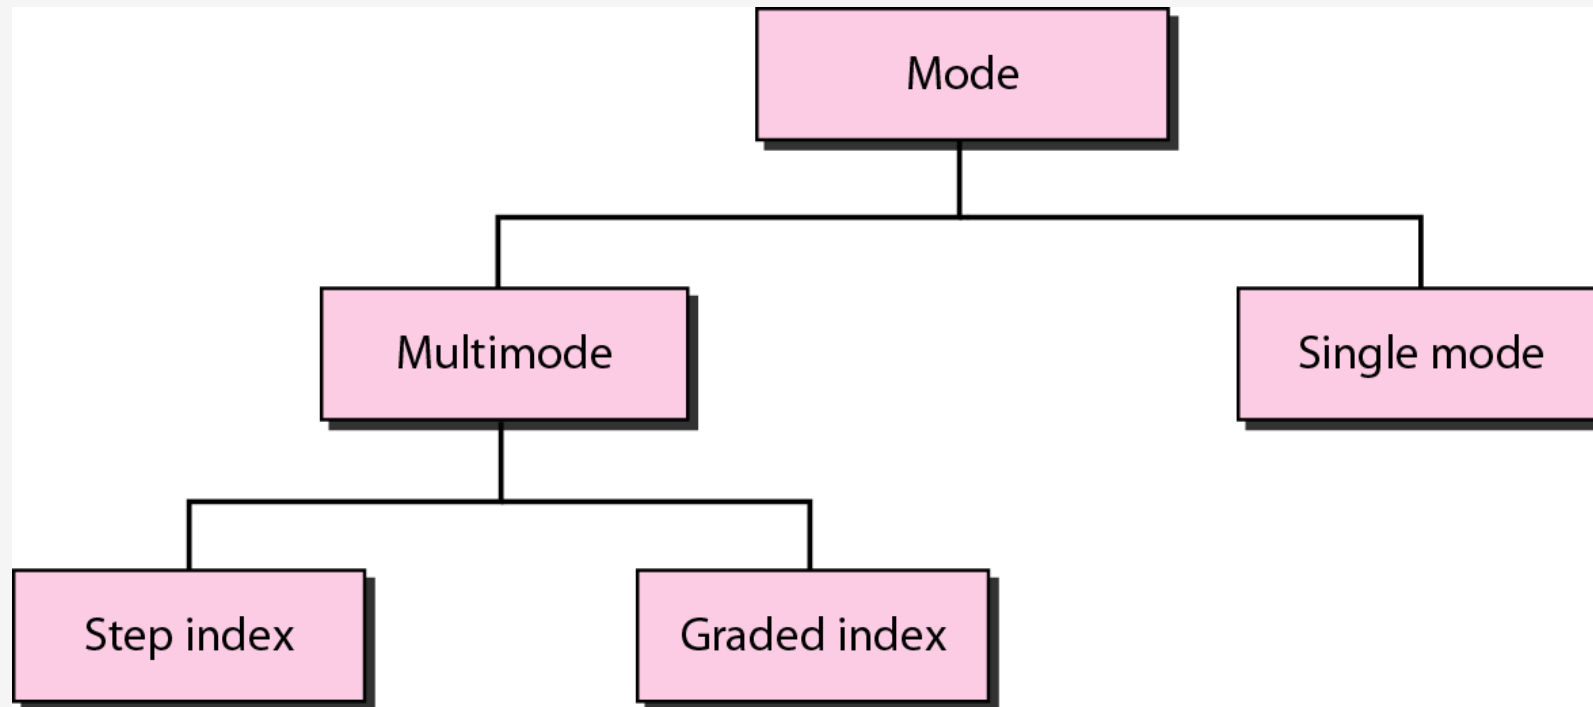 Mode
Multimode
Single mode
Step index
Graded index